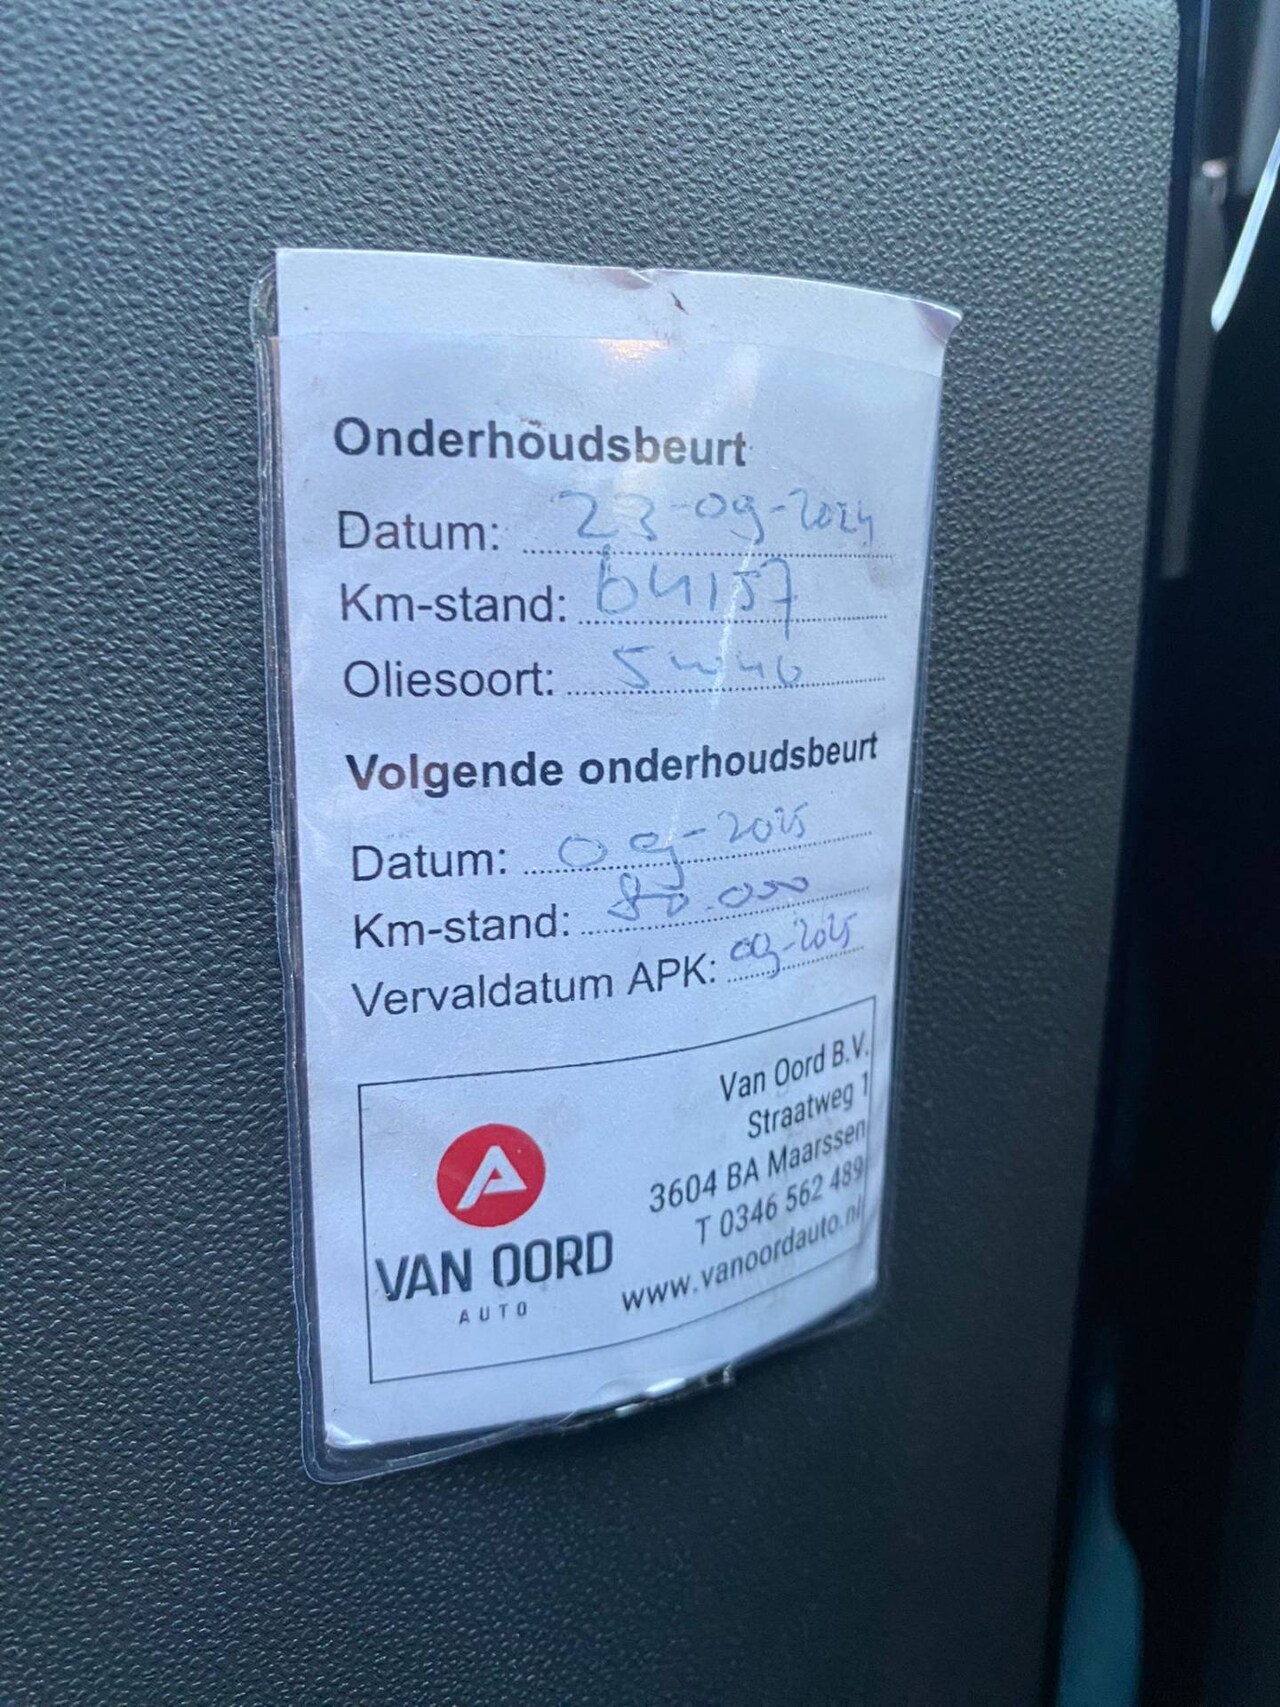 Onderhoudsbeurt
Datum: 23-09-2024
Km-stand: 64157
Oliesoort: 5w40
Volgende onderhoudsbeurt
Datum: 09-2025
Km-stand: 80.000
Vervaldatum APK: 09-2025
Van Oord B.V.
Straatweg 1
3604 BA Maarssen
T 0346 562 489
www.vanoordauto.nl
VAN OORD
AUTO